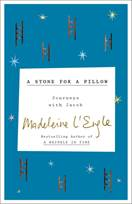 A STONE FOR A PILLOW
Journeys
with Jacob
Madeleine L'Engle
Bestselling Author of
A WRINKLE IN TIME